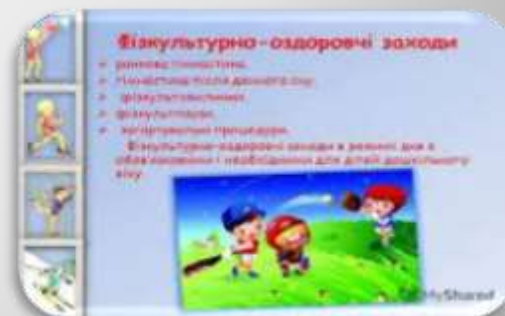 Фізкультурно-оздоровчі заходи
ранкова гімнастика.
гімнастика після денного сну.
фізкультхвилинки.
фізкультпаузи.
загартувальні процедури.
Фізкультурно-оздоровчі заходи в режимі дня є
обов'язковими і необхідними для дітей дошкільного
віку.
MyShared